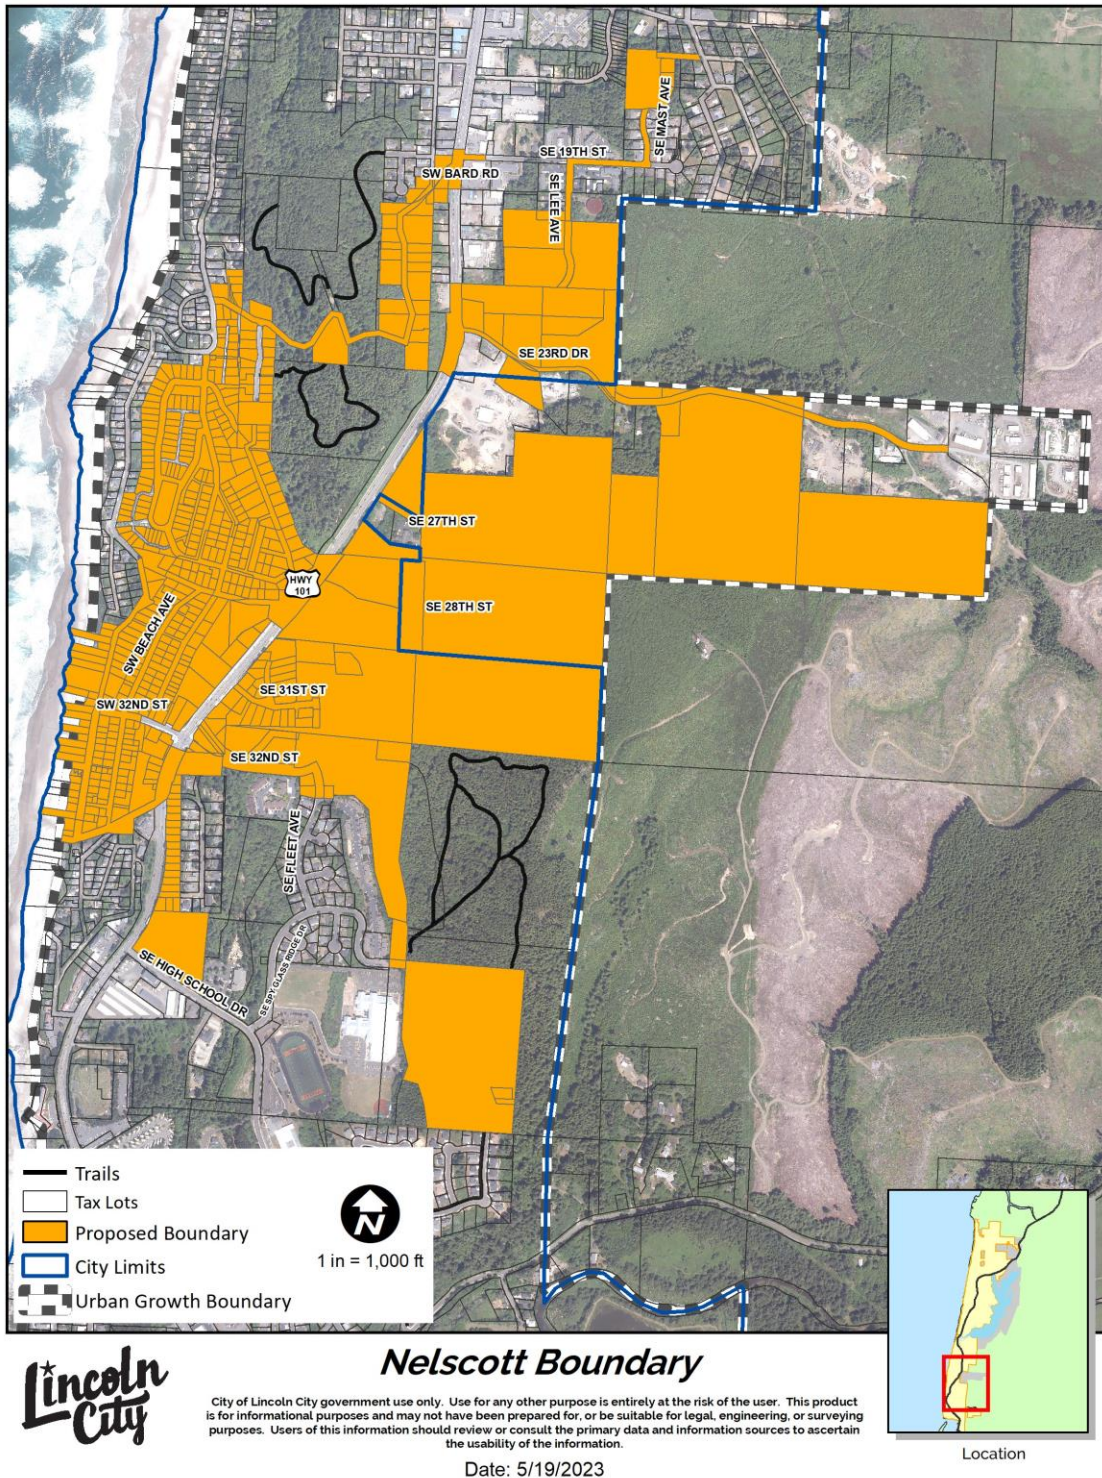 SE MAST AVE
SE 19TH ST
SW BARD RD
SE LEE AVE
SE 23RD DR
SE 27TH ST
HWY
101
SE 28TH ST
SW BEACH AVE
SE 31ST ST
SW 32ND ST
SE 32ND ST
SE FLEET AVE
SE SPY GLASS RIDGE DR
SE HIGH SCHOOL DR
Trails
Tax Lots
Proposed Boundary
City Limits
Urban Growth Boundary
N
1 in = 1,000 ft
Lincoln
City
Nelscott Boundary
City of Lincoln City government use only. Use for any other purpose is entirely at the risk of the user. This product
is for informational purposes and may not have been prepared for, or be suitable for legal, engineering, or surveying
purposes. Users of this information should review or consult the primary data and information sources to ascertain
the usability of the information.
Date: 5/19/2023
Location